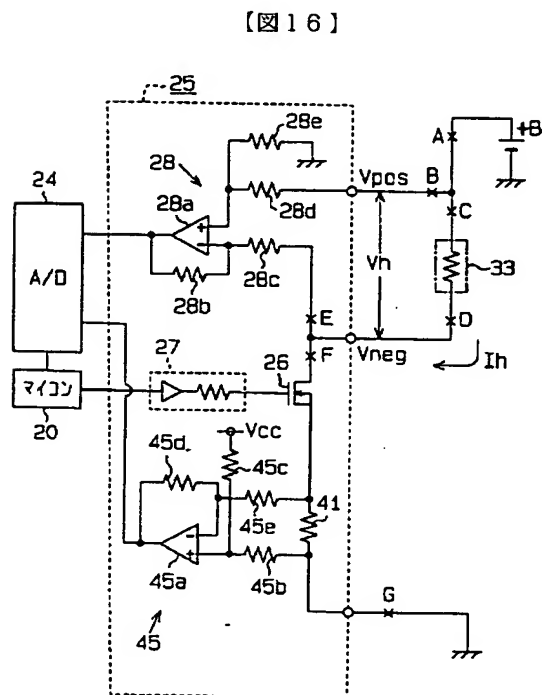 【図16】
25
28e
A
+B
24
28
Vpos
B
28a
28d
C
A/D
28b
28c
Vh
33
E
D
27
F
Vneg
26
Ih
マイコン
20
Vcc
45d
45c
45e
41
45a
45b
G
45